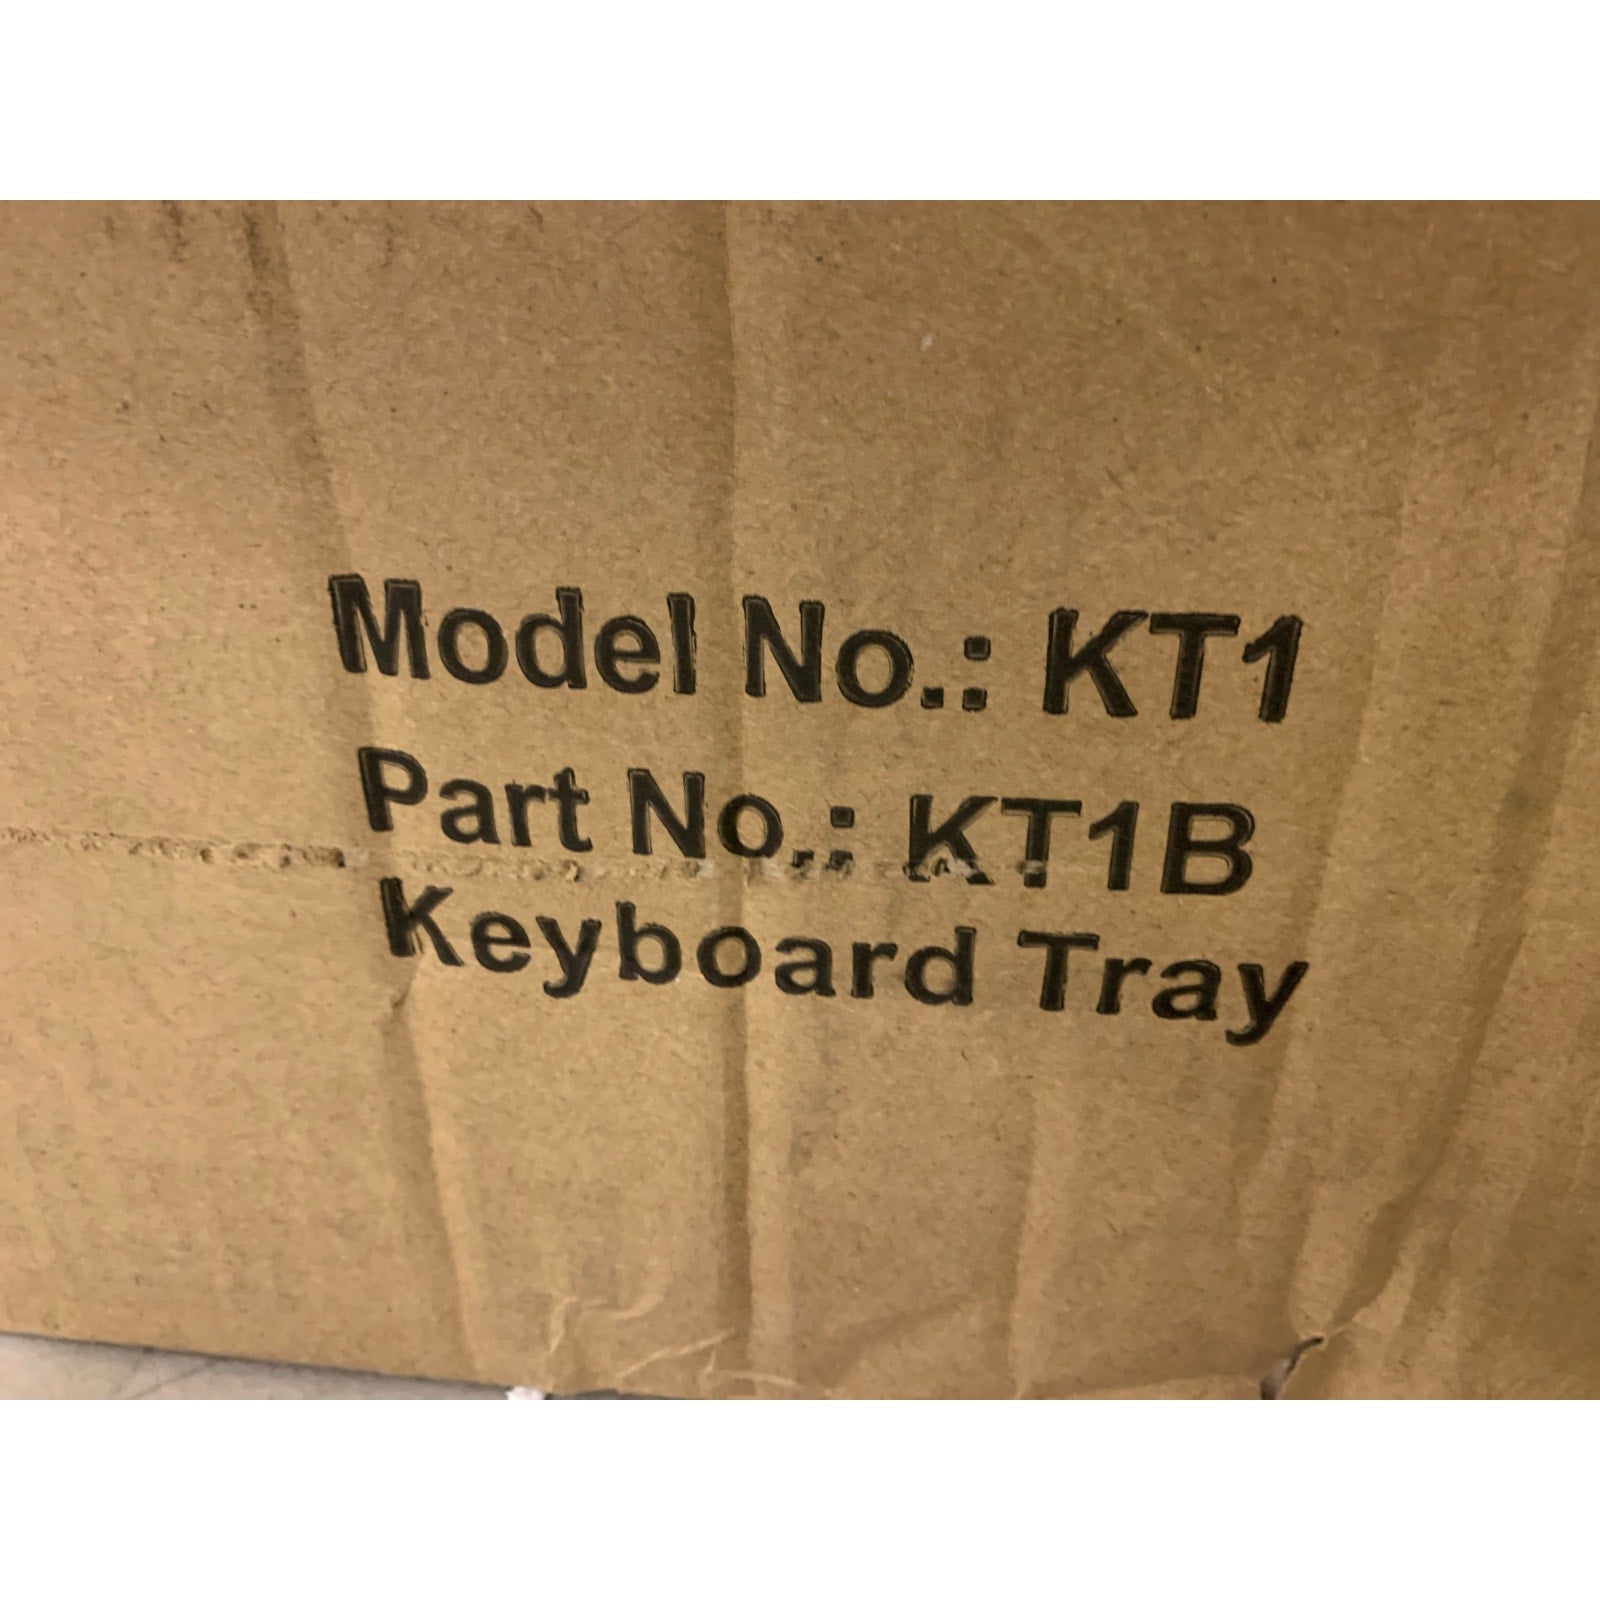 Model No.: KT1
Part No.: KT1B
Keyboard Tray